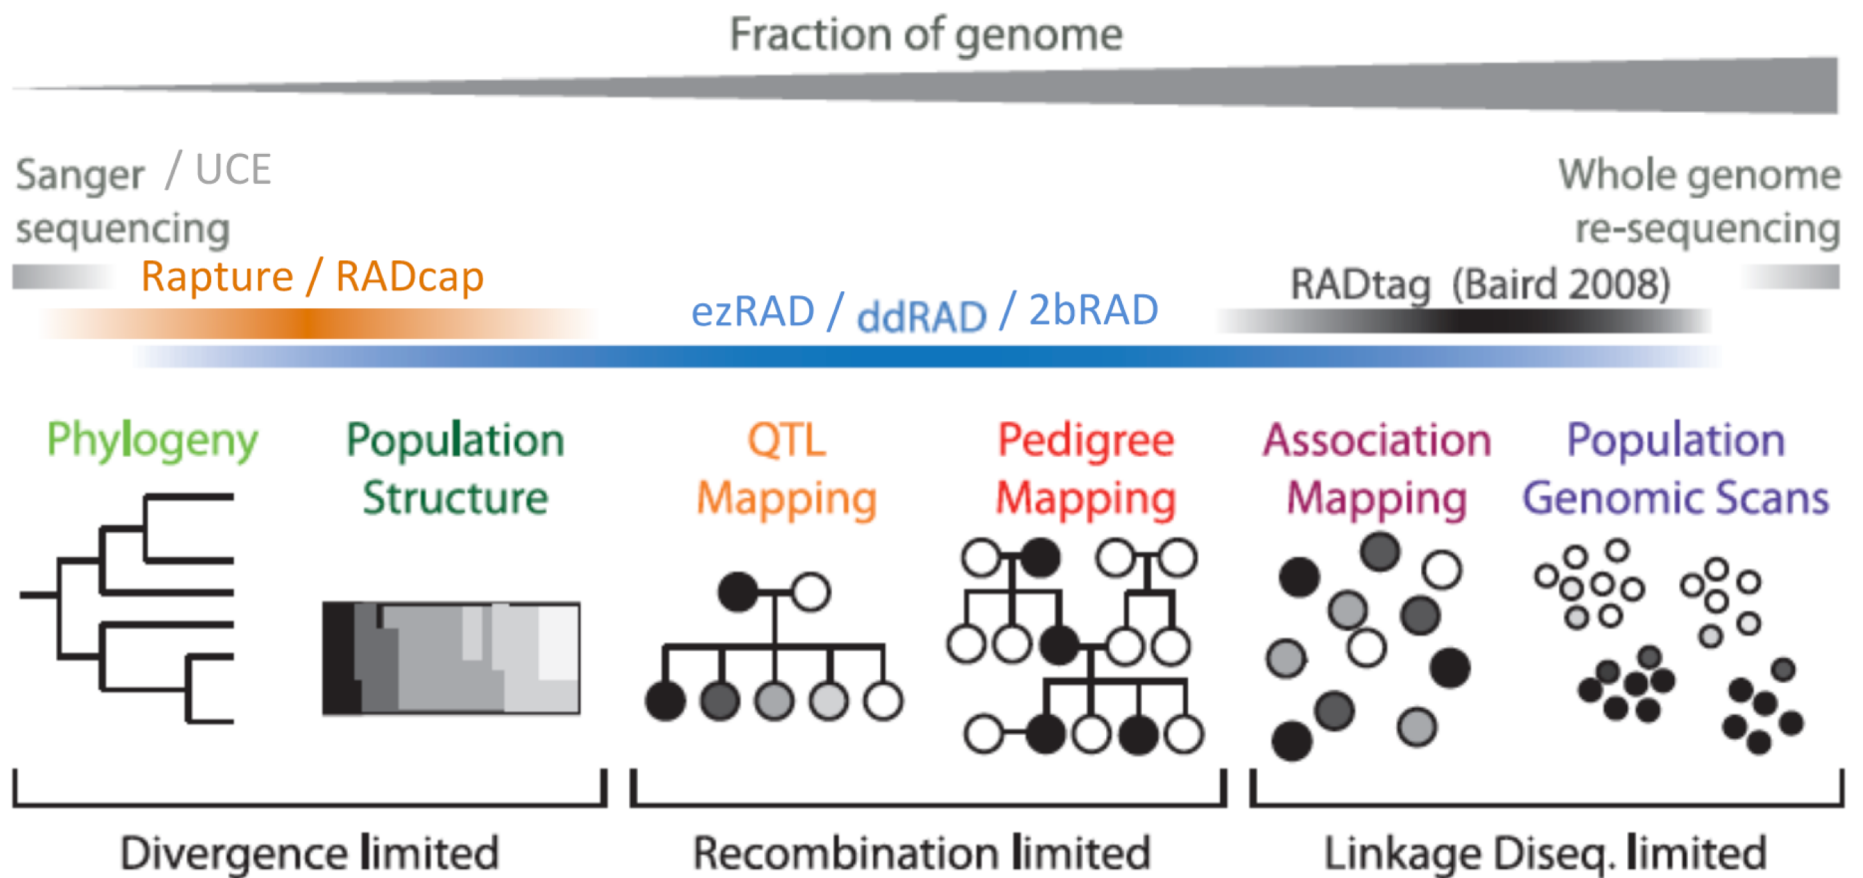 Fraction of genome
Sanger / UCE
sequencing
Whole genome
re-sequencing
Rapture / RADcap
ezRAD / ddRAD / 2bRAD
RADtag (Baird 2008)
Phylogeny
Population
Structure
QTL
Mapping
Pedigree
Mapping
Association
Mapping
Population
Genomic Scans
Divergence limited
Recombination limited
Linkage Diseq. limited